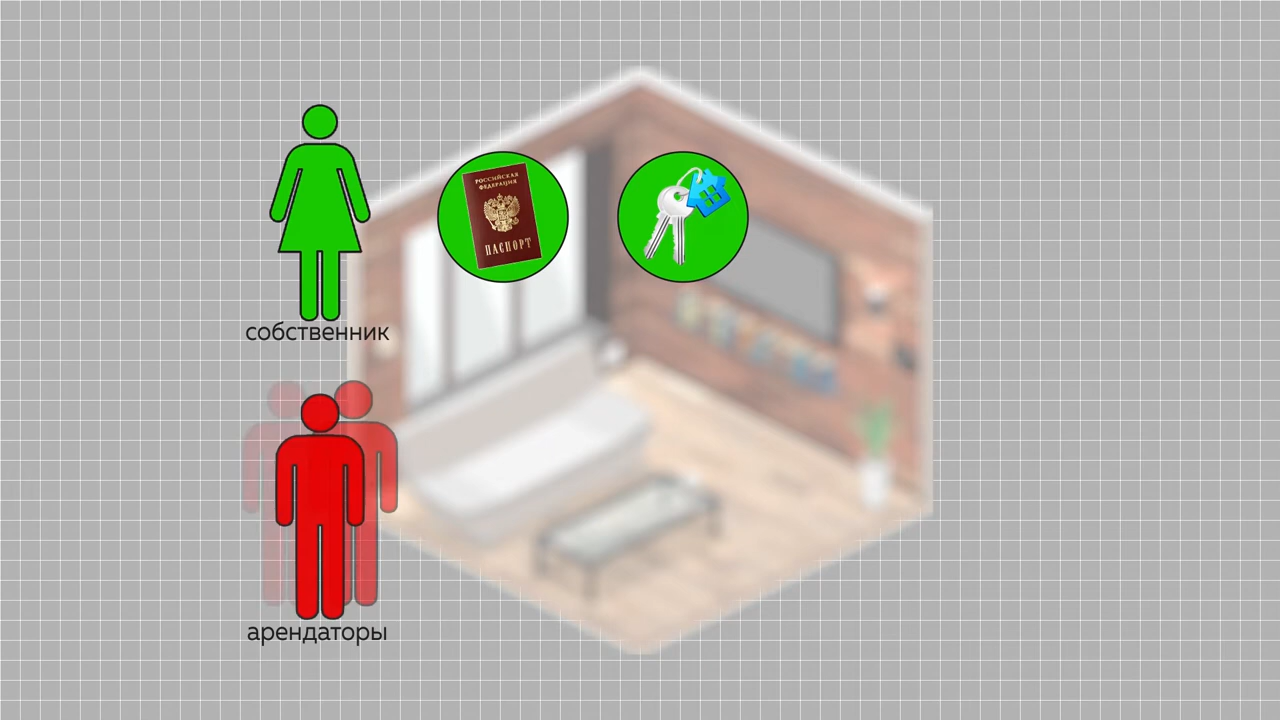 РОССИЙСКАЯ
ФЕДЕРАЦИЯ
ПАСПОРТ
собственник
арендаторы